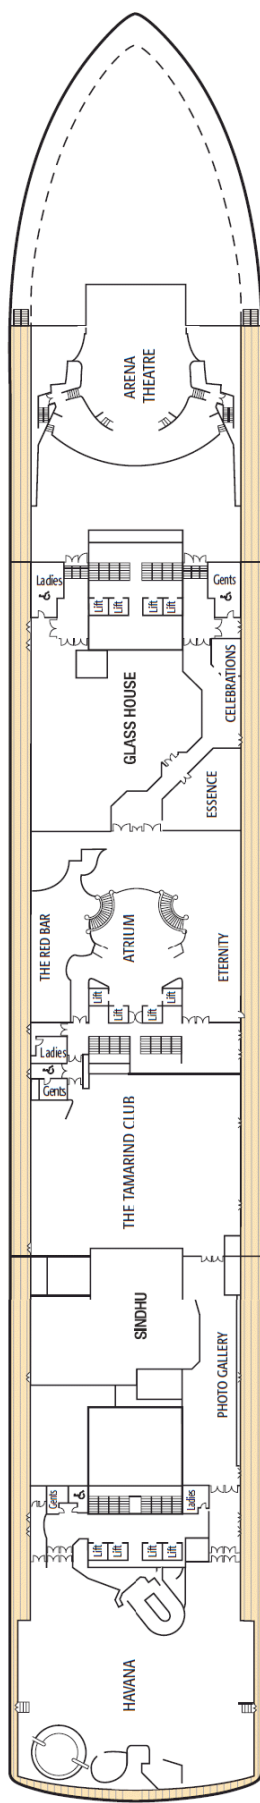 ARENA
THEATRE
Ladies
Gents
Lift
Lift
Lift
Lift
GLASS HOUSE
CELEBRATIONS
ESSENCE
THE RED BAR
ATRIUM
ETERNITY
Lift
Lift
Lift
Lift
Ladies
Gents
THE TAMARIND CLUB
SINDHU
PHOTO GALLERY
Gents
Ladies
Lift
Lift
Lift
Lift
HAVANA